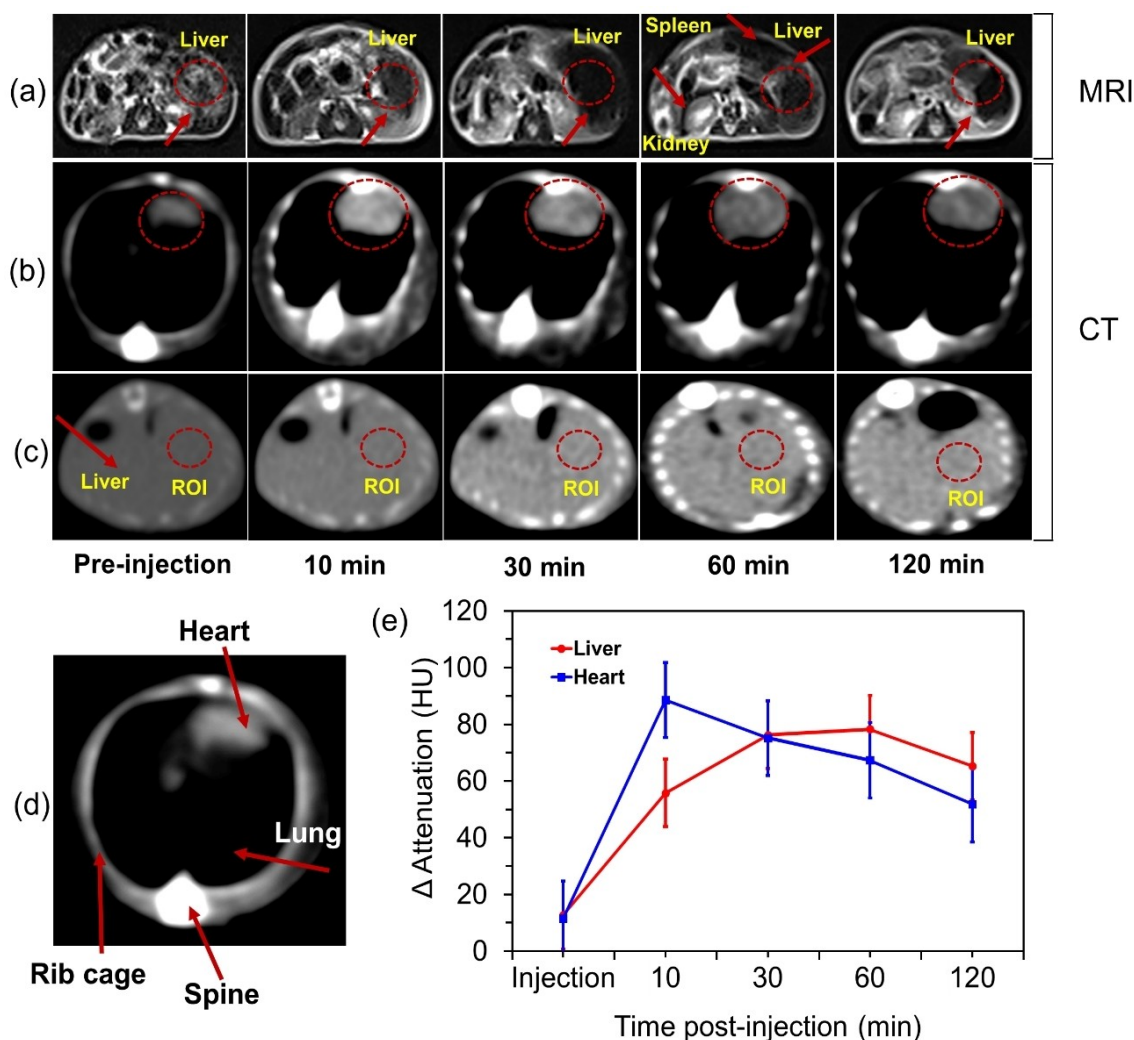 (a)
Liver
Liver
Liver
Spleen
Liver
Liver
Kidney
MRI
(b)
CT
(c)
Liver
ROI
ROI
ROI
ROI
ROI
Pre-injection
10 min
30 min
60 min
120 min
(d)
Heart
Lung
Rib cage
Spine
(e)
Δ Attenuation (HU)
120
100
80
60
40
20
0
Liver
Heart
Injection
10
30
60
120
Time post-injection (min)